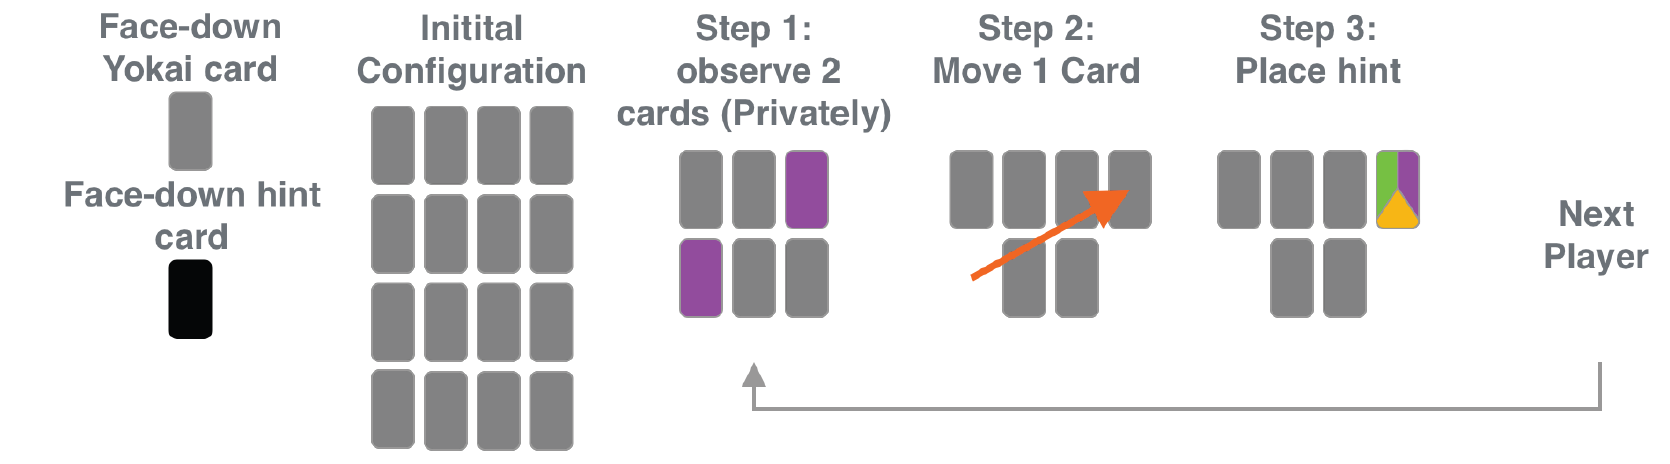 Face-down
Yokai card
Face-down hint
card
Initital
Configuration
Step 1:
observe 2
cards (Privately)
Step 2:
Move 1 Card
Step 3:
Place hint
Next
Player